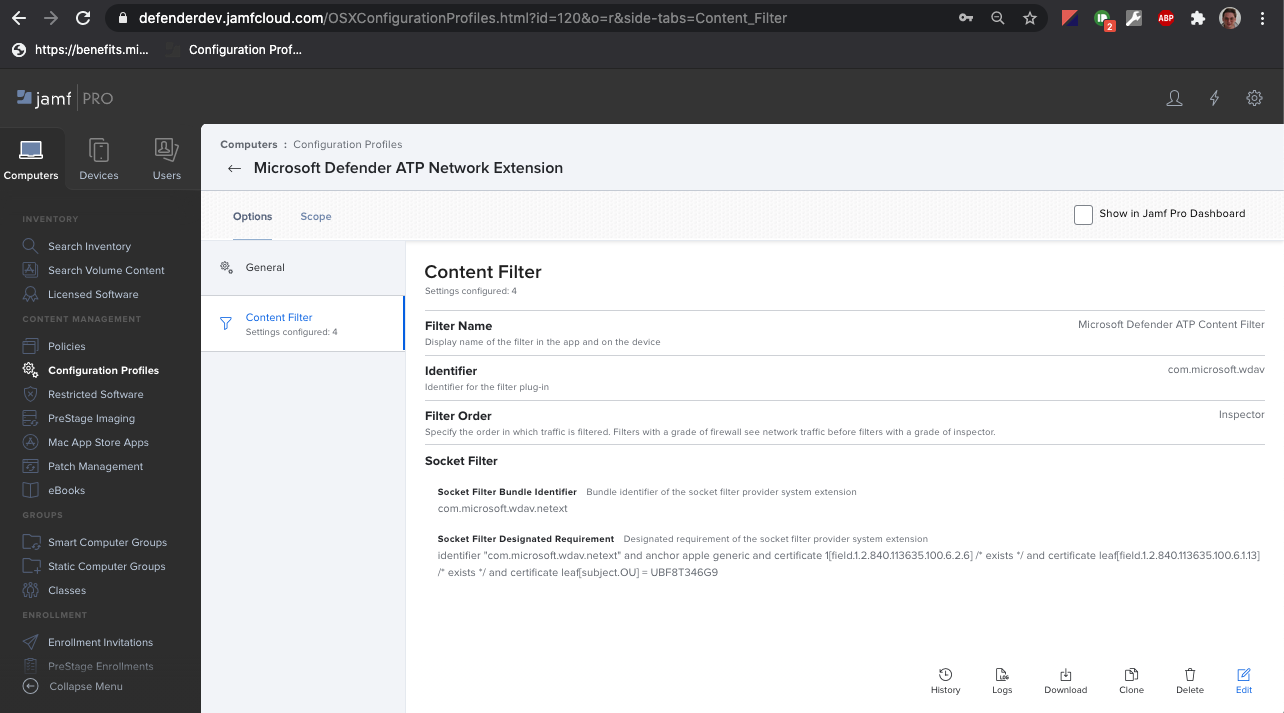 defenderdev.jamfcloud.com/OSXConfigurationProfiles.html?id=120&o=r&side-tabs=Content_Filter
2
ABP
https://benefits.mi...
Configuration Prof...
jamf PRO
Computers
Devices
Users
INVENTORY
Search Inventory
Search Volume Content
Licensed Software
CONTENT MANAGEMENT
Policies
Configuration Profiles
Restricted Software
PreStage Imaging
Mac App Store Apps
Patch Management
eBooks
GROUPS
Smart Computer Groups
Static Computer Groups
Classes
ENROLLMENT
Enrollment Invitations
PreStage Enrollments
Collapse Menu
Computers : Configuration Profiles
Microsoft Defender ATP Network Extension
Options
Scope
Show in Jamf Pro Dashboard
General
Content Filter
Settings configured: 4
Content Filter
Settings configured: 4
Filter Name
Microsoft Defender ATP Content Filter
Display name of the filter in the app and on the device
Identifier
com.microsoft.wdav
Identifier for the filter plug-in
Filter Order
Inspector
Specify the order in which traffic is filtered. Filters with a grade of firewall see network traffic before filters with a grade of inspector.
Socket Filter
Socket Filter Bundle Identifier Bundle identifier of the socket filter provider system extension
com.microsoft.wdav.netext
Socket Filter Designated Requirement Designated requirement of the socket filter provider system extension
identifier "com.microsoft.wdav.netext" and anchor apple generic and certificate 1[field.1.2.840.113635.100.6.2.6] /* exists */ and certificate leaf[field.1.2.840.113635.100.6.1.13]
/* exists */ and certificate leaf[subject.OU] = UBF8T346G9
History
Logs
Download
Clone
Delete
Edit